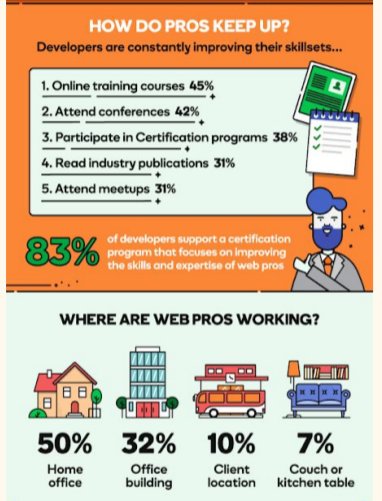 HOW DO PROS KEEP UP?
Developers are constantly improving their skillsets...
1. Online training courses 45%
2. Attend conferences 42%
3. Participate in Certification programs 38%
4. Read industry publications 31%
5. Attend meetups 31%
83%
of developers support a certification
program that focuses on improving
the skills and expertise of web pros
WHERE ARE WEB PROS WORKING?
50%
Home
office
32%
Office
building
10%
Client
location
7%
Couch or
kitchen table